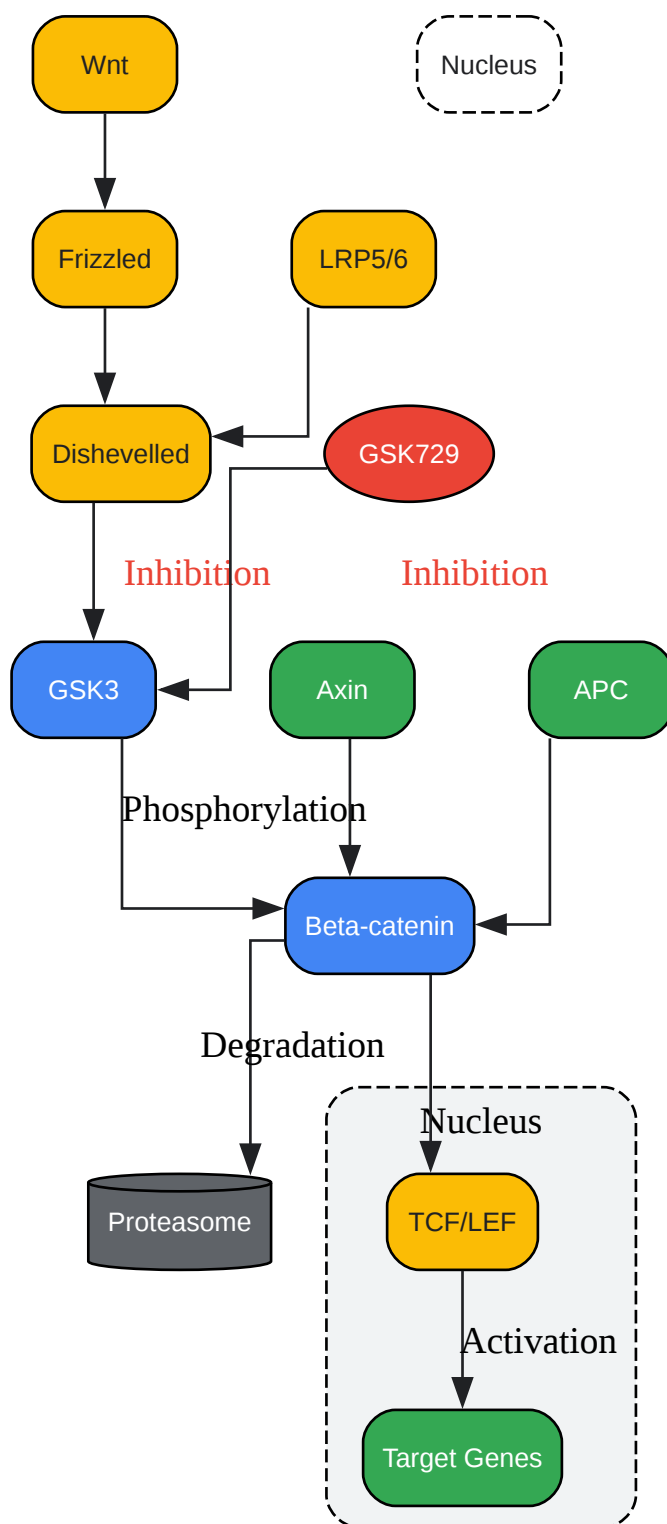 Wnt
Nucleus
Frizzled
LRP5/6
Dishevelled
GSK729
Inhibition
Inhibition
GSK3
Axin
APC
Phosphorylation
Beta-catenin
Degradation
Nucleus
Proteasome
TCF/LEF
Activation
Target Genes